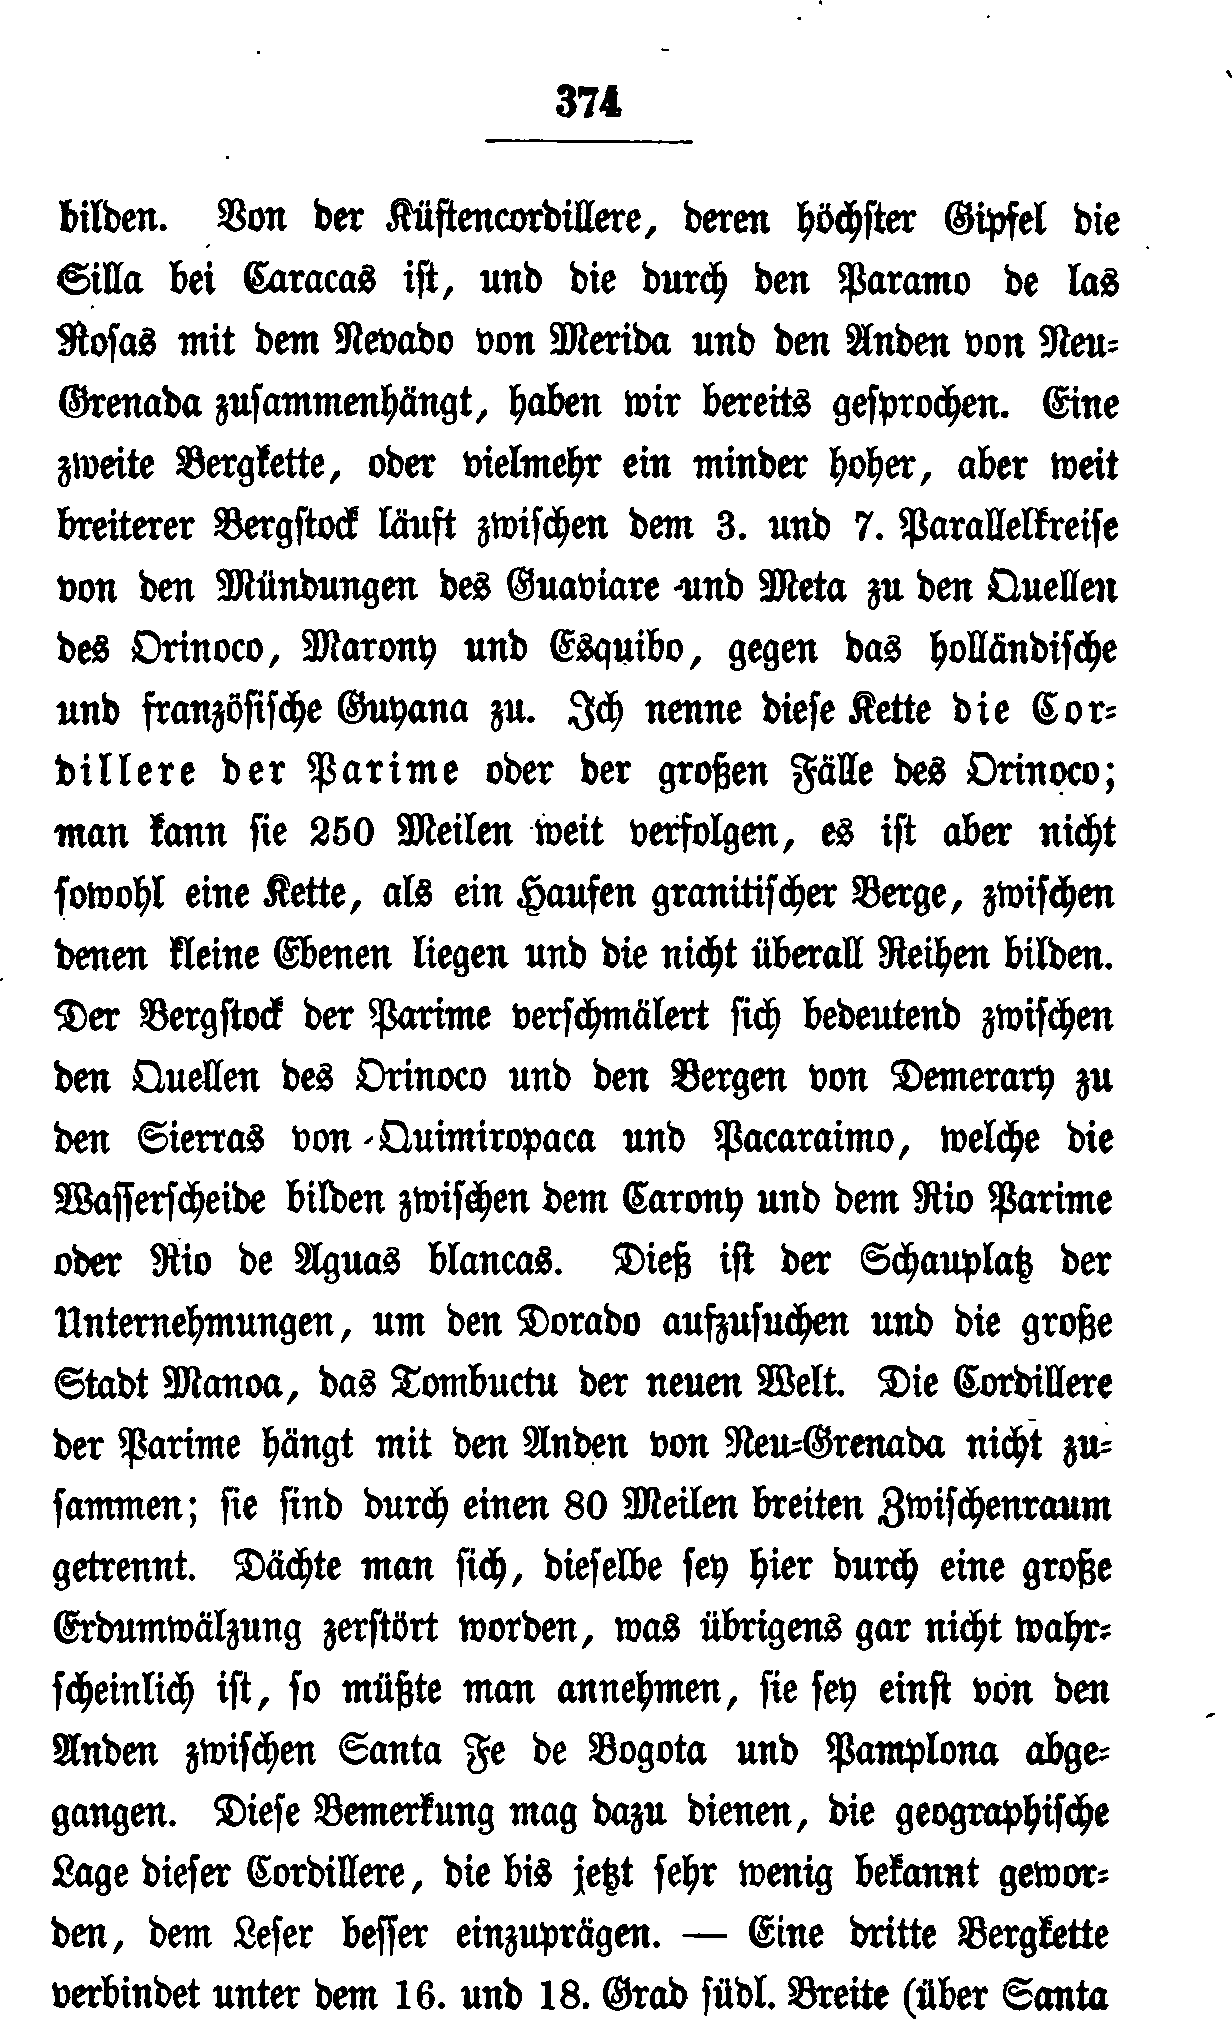 374
bilden. Von der Küstencordillere, deren höchster Gipfel die
Silla bei Caracas ist, und die durch den Paramo de las
Rosas mit dem Nevado von Merida und den Anden von Neu-
Grenada zusammenhängt, haben wir bereits gesprochen. Eine
zweite Bergkette, oder vielmehr ein minder hoher, aber weit
breiterer Bergstock läuft zwischen dem 3. und 7. Parallelkreise
von den Mündungen des Guaviare und Meta zu den Quellen
des Orinoco, Marony und Esquibo, gegen das holländische
und französische Guyana zu. Ich nenne diese Kette die Cor-
dillere der Parime oder der großen Fälle des Orinoco;
man kann sie 250 Meilen weit verfolgen, es ist aber nicht
sowohl eine Kette, als ein Haufen granitischer Berge, zwischen
denen kleine Ebenen liegen und die nicht überall Reihen bilden.
Der Bergstock der Parime verschmälert sich bedeutend zwischen
den Quellen des Orinoco und den Bergen von Demerary zu
den Sierras von Quimiropaca und Pacaraimo, welche die
Wasserscheide bilden zwischen dem Carony und dem Rio Parime
oder Rio de Aguas blancas. Dieß ist der Schauplatz der
Unternehmungen, um den Dorado aufzusuchen und die große
Stadt Manoa, das Tombuctu der neuen Welt. Die Cordillere
der Parime hängt mit den Anden von Neu-Grenada nicht zu-
sammen; sie sind durch einen 80 Meilen breiten Zwischenraum
getrennt. Dächte man sich, dieselbe sey hier durch eine große
Erdumwälzung zerstört worden, was übrigens gar nicht wahr-
scheinlich ist, so müßte man annehmen, sie sey einst von den
Anden zwischen Santa Fe de Bogota und Pamplona abge-
gangen. Diese Bemerkung mag dazu dienen, die geographische
Lage dieser Cordillere, die bis jetzt sehr wenig bekannt gewor-
den, dem Leser besser einzuprägen. — Eine dritte Bergkette
verbindet unter dem 16. und 18. Grad südl. Breite (über Santa